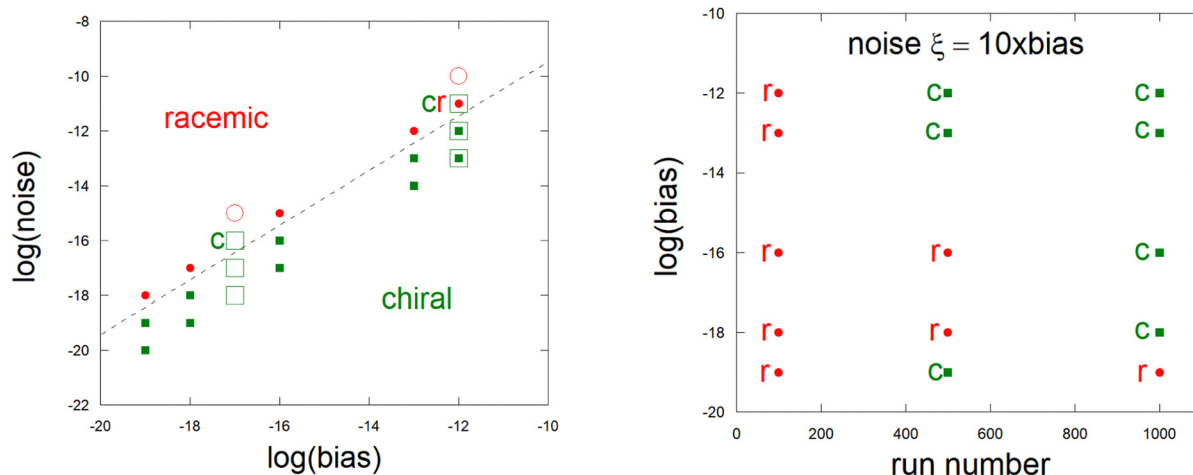 -8
-10
-12
-14
-16
-18
-20
-22
log(noise)
racemic
cr
c
chiral
-20
-18
-16
-14
-12
-10
log(bias)
-10
-12
-14
-16
-18
-20
log(bias)
noise ξ = 10xbias
r c c
r c c
r r c
r r c
r c r
0
200
400
600
800
1000
run number